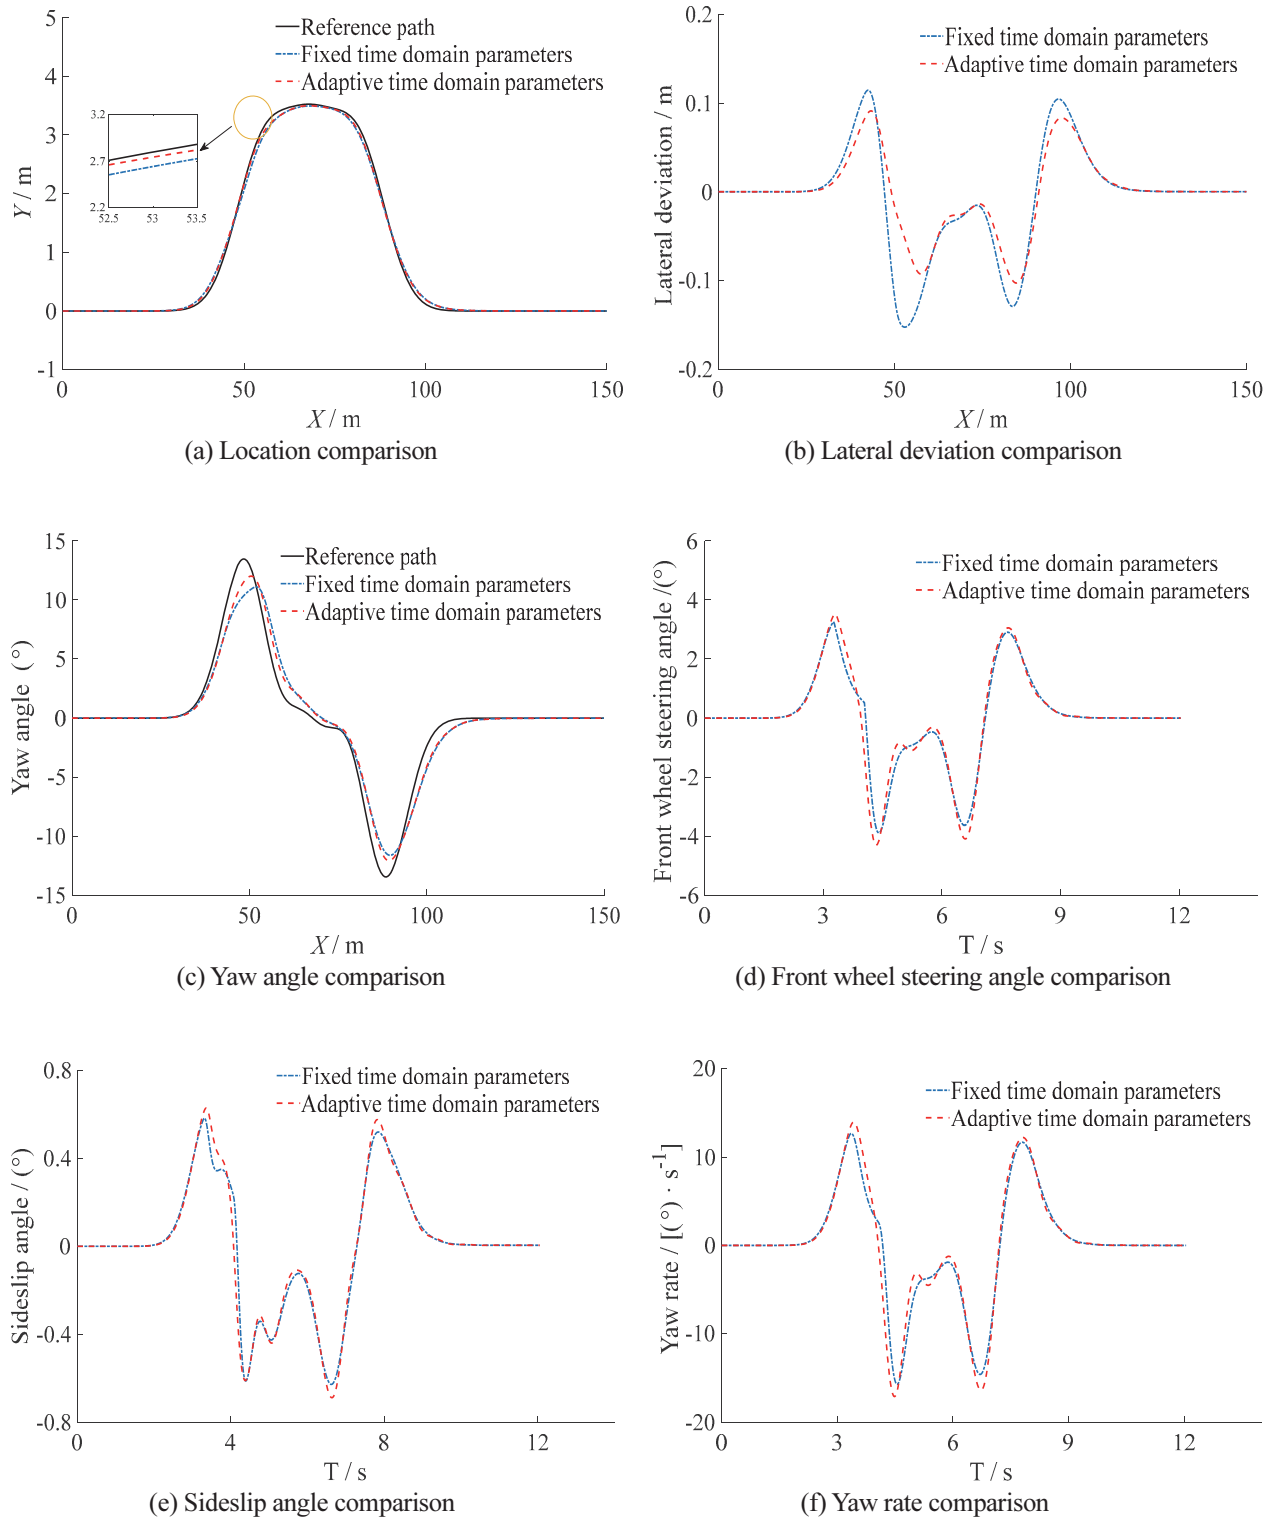 5
4
3
2
1
0
-1
0
50
100
150
Y / m
X / m
Reference path
Fixed time domain parameters
Adaptive time domain parameters
3.2
2.7
2.2
52.5
53
53.5
(a) Location comparison
0.2
0.1
0
-0.1
-0.2
0
50
100
150
Lateral deviation / m
X / m
Fixed time domain parameters
Adaptive time domain parameters
(b) Lateral deviation comparison
15
10
5
0
-5
-10
-15
0
50
100
150
Yaw angle (°)
X / m
Reference path
Fixed time domain parameters
Adaptive time domain parameters
(c) Yaw angle comparison
6
4
2
0
-2
-4
-6
0
3
6
9
12
Front wheel steering angle /(°)
T / s
Fixed time domain parameters
Adaptive time domain parameters
(d) Front wheel steering angle comparison
0.8
0.4
0
-0.4
-0.8
0
4
8
12
Sideslip angle / (°)
T / s
Fixed time domain parameters
Adaptive time domain parameters
(e) Sideslip angle comparison
20
10
0
-10
-20
0
3
6
9
12
Yaw rate / [(°) · s-1]
T / s
Fixed time domain parameters
Adaptive time domain parameters
(f) Yaw rate comparison